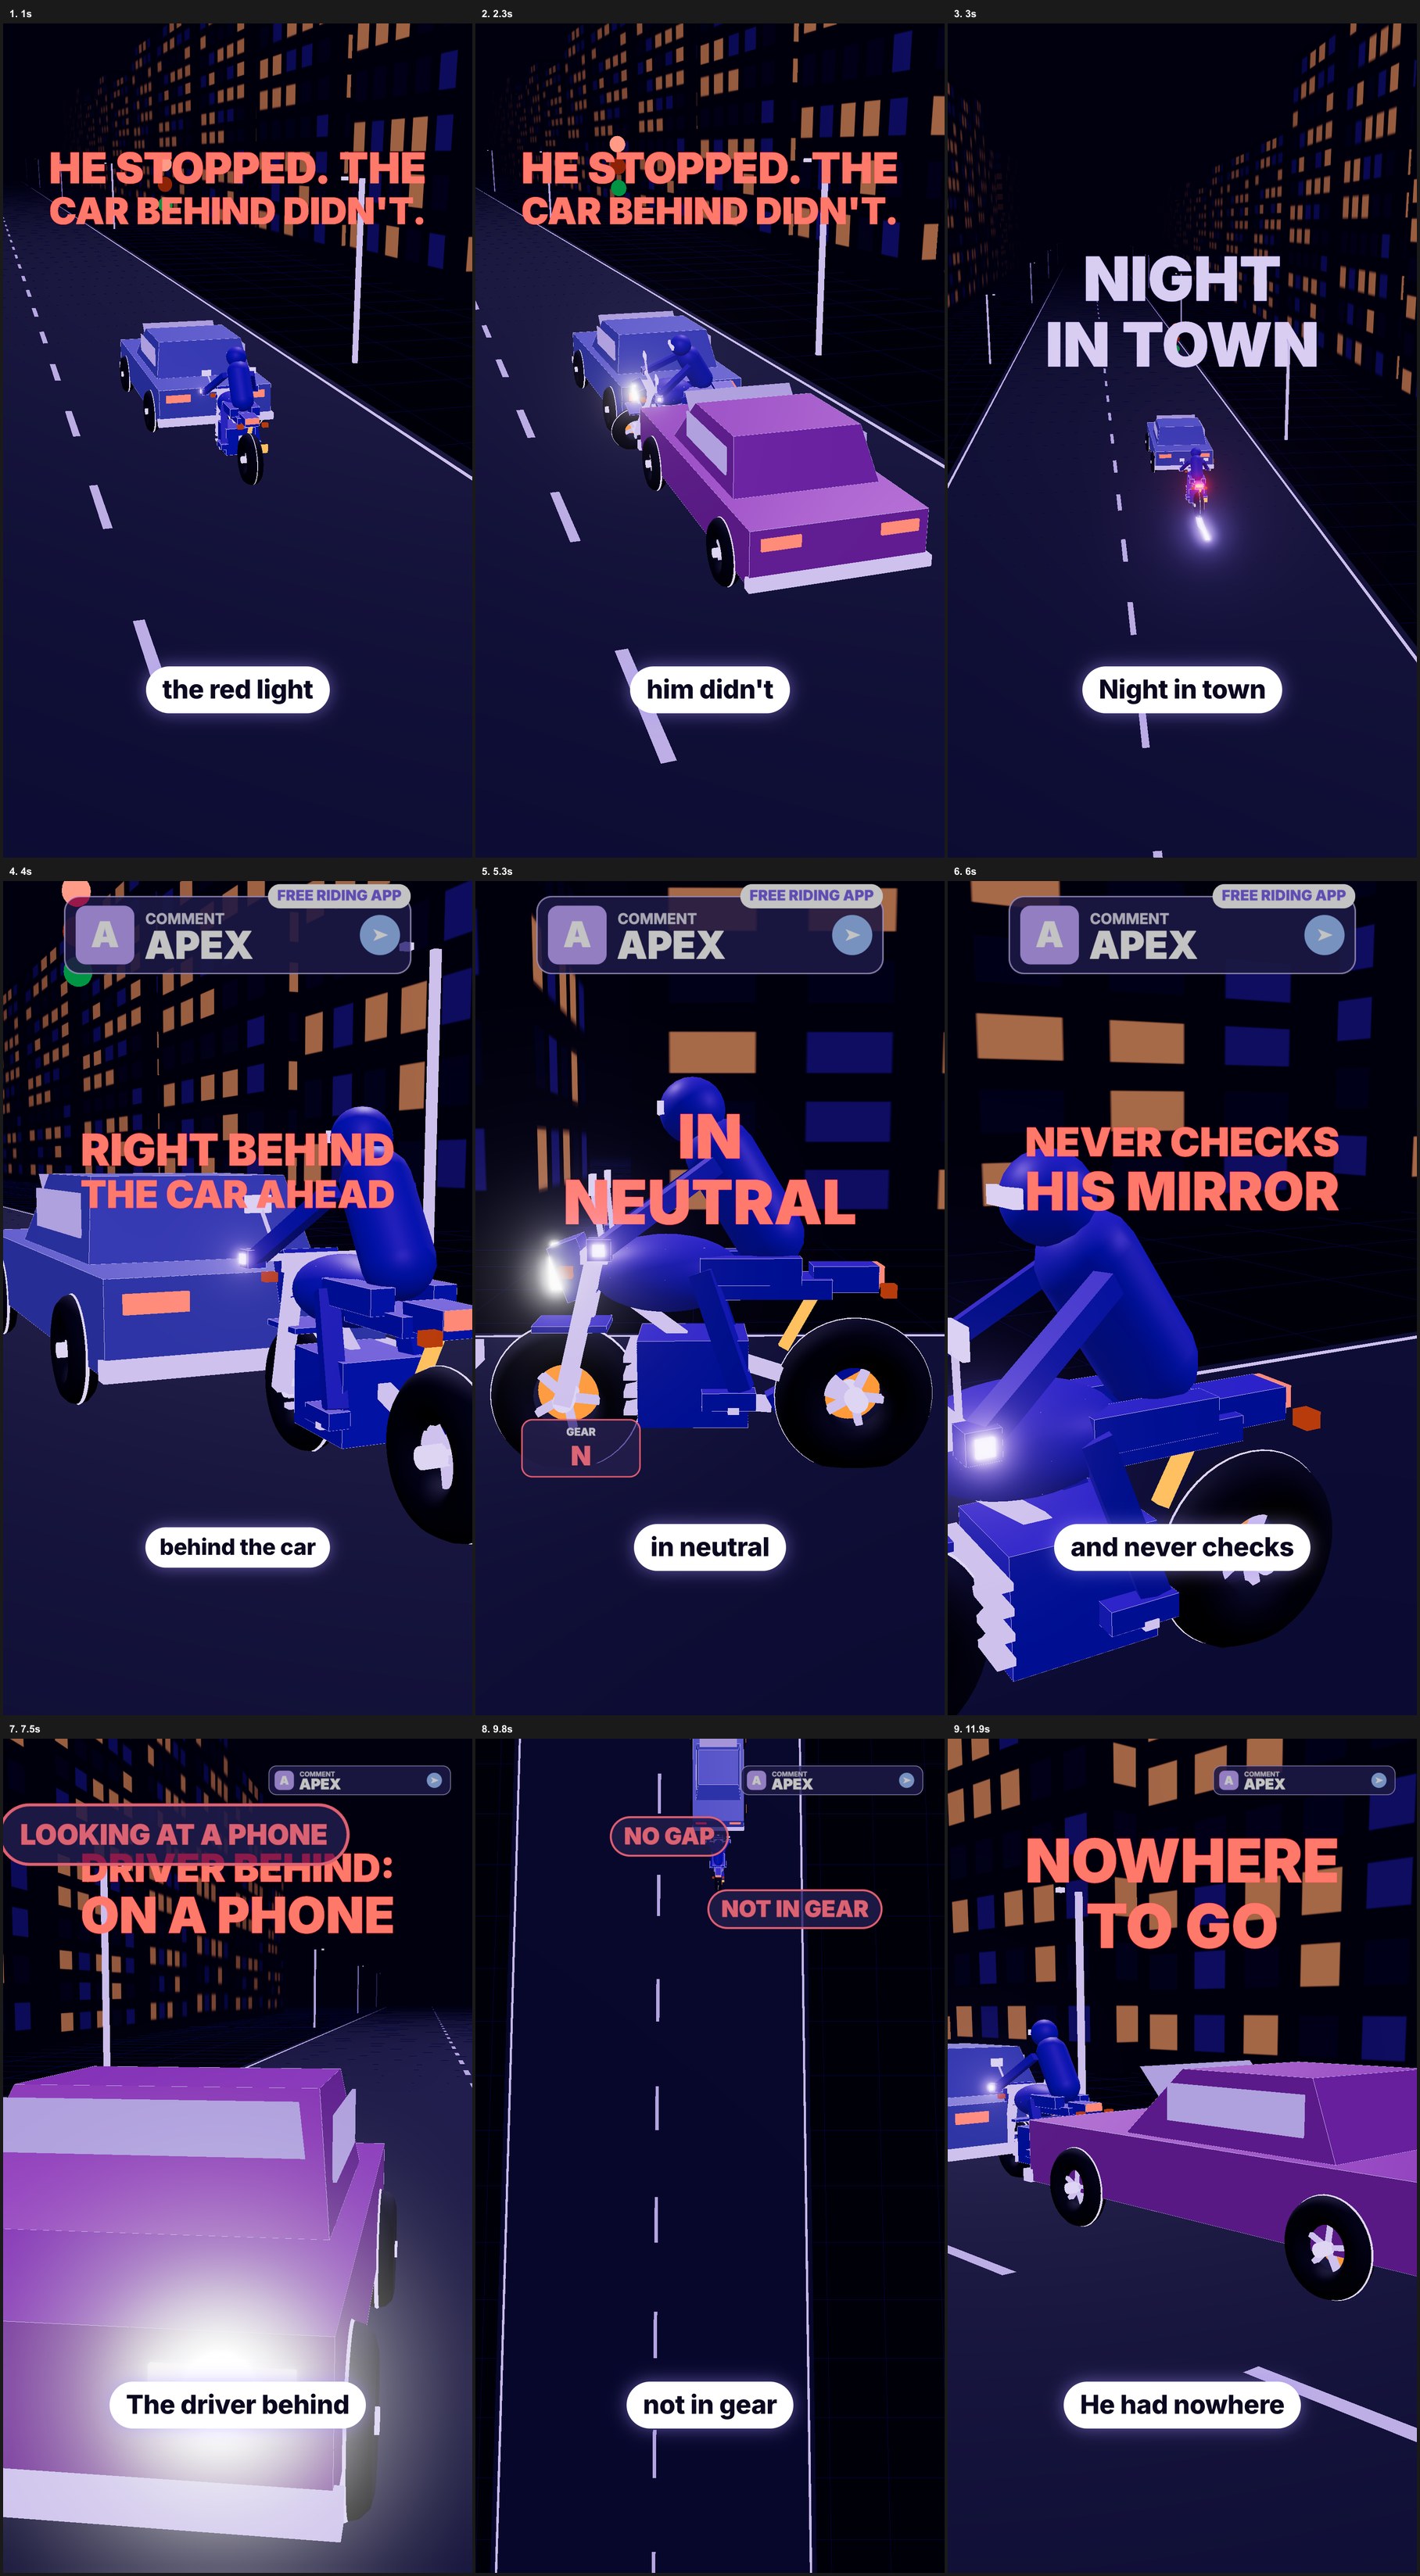 1. 1s
HE STOPPED. THE
CAR BEHIND DIDN'T.
the red light
2. 2.3s
HE STOPPED. THE
CAR BEHIND DIDN'T.
him didn't
3. 3s
NIGHT
IN TOWN
Night in town
4. 4s
FREE RIDING APP
A
COMMENT
APEX
RIGHT BEHIND
THE CAR AHEAD
behind the car
5. 5.3s
FREE RIDING APP
A
COMMENT
APEX
IN
NEUTRAL
GEAR
N
in neutral
6. 6s
FREE RIDING APP
A
COMMENT
APEX
NEVER CHECKS
HIS MIRROR
and never checks
7. 7.5s
A
COMMENT
APEX
LOOKING AT A PHONE
DRIVER BEHIND:
ON A PHONE
The driver behind
8. 9.8s
A
COMMENT
APEX
NO GAP
NOT IN GEAR
not in gear
9. 11.9s
A
COMMENT
APEX
NOWHERE
TO GO
He had nowhere